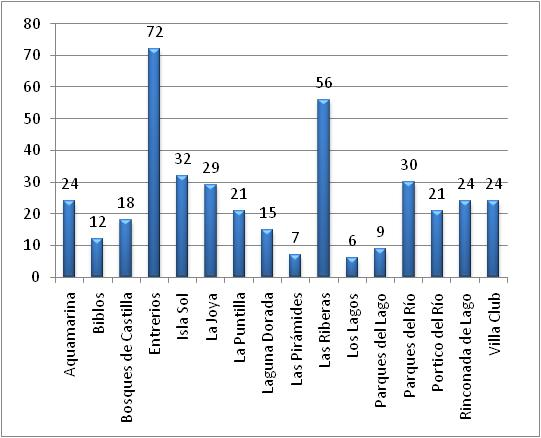 80
70
60
50
40
30
20
10
0
24
12
18
72
32
29
21
15
7
56
6
9
30
21
24
24
Aquamarina
Biblos
Bosques de Castilla
Entrerios
Isla Sol
La Joya
La Puntilla
Laguna Dorada
Las Pirámides
Las Riberas
Los Lagos
Parques del Lago
Parques del Río
Portico del Río
Rinconada de Lago
Villa Club